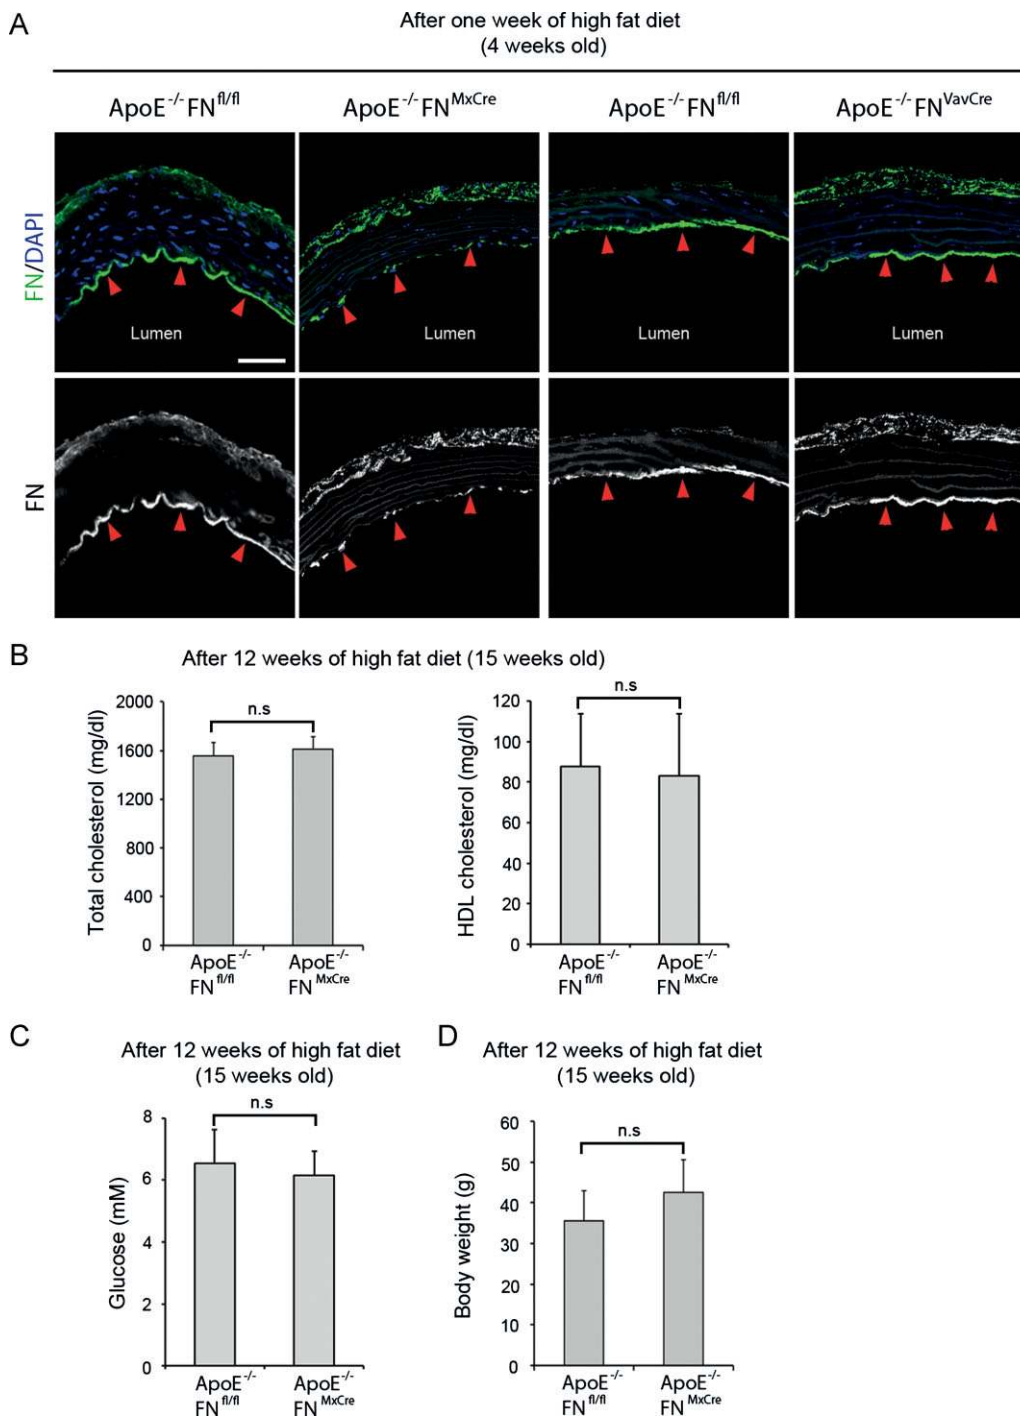 A
After one week of high fat diet
(4 weeks old)
ApoE-/-FNfl/fl ApoE-/-FNMxCre ApoE-/-FNfl/fl ApoE-/-FNVavCre
FN/DAPI
Lumen Lumen Lumen Lumen
FN
B
After 12 weeks of high fat diet (15 weeks old)
Total cholesterol (mg/dl)
2000
1600
1200
800
400
0
n.s
ApoE-/- ApoE-/-
FNfl/fl FNMxCre
HDL cholesterol (mg/dl)
120
100
80
60
40
20
0
n.s
ApoE-/- ApoE-/-
FNfl/fl FNMxCre
C
After 12 weeks of high fat diet
(15 weeks old)
Glucose (mM)
8
6
4
2
0
n.s
ApoE-/- ApoE-/-
FNfl/fl FNMxCre
D
After 12 weeks of high fat diet
(15 weeks old)
Body weight (g)
60
50
40
30
20
10
0
n.s
ApoE-/- ApoE-/-
FNfl/fl FNMxCre